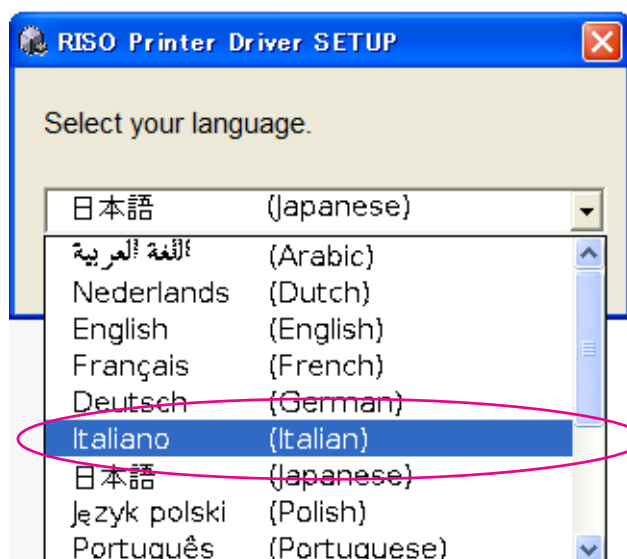 RISO Printer Driver SETUP
Select your language.
日本語 (Japanese)
اللغة العربية (Arabic)
Nederlands (Dutch)
English (English)
Français (French)
Deutsch (German)
Italiano (Italian)
日本語 (Japanese)
Język polski (Polish)
Português (Portuguese)